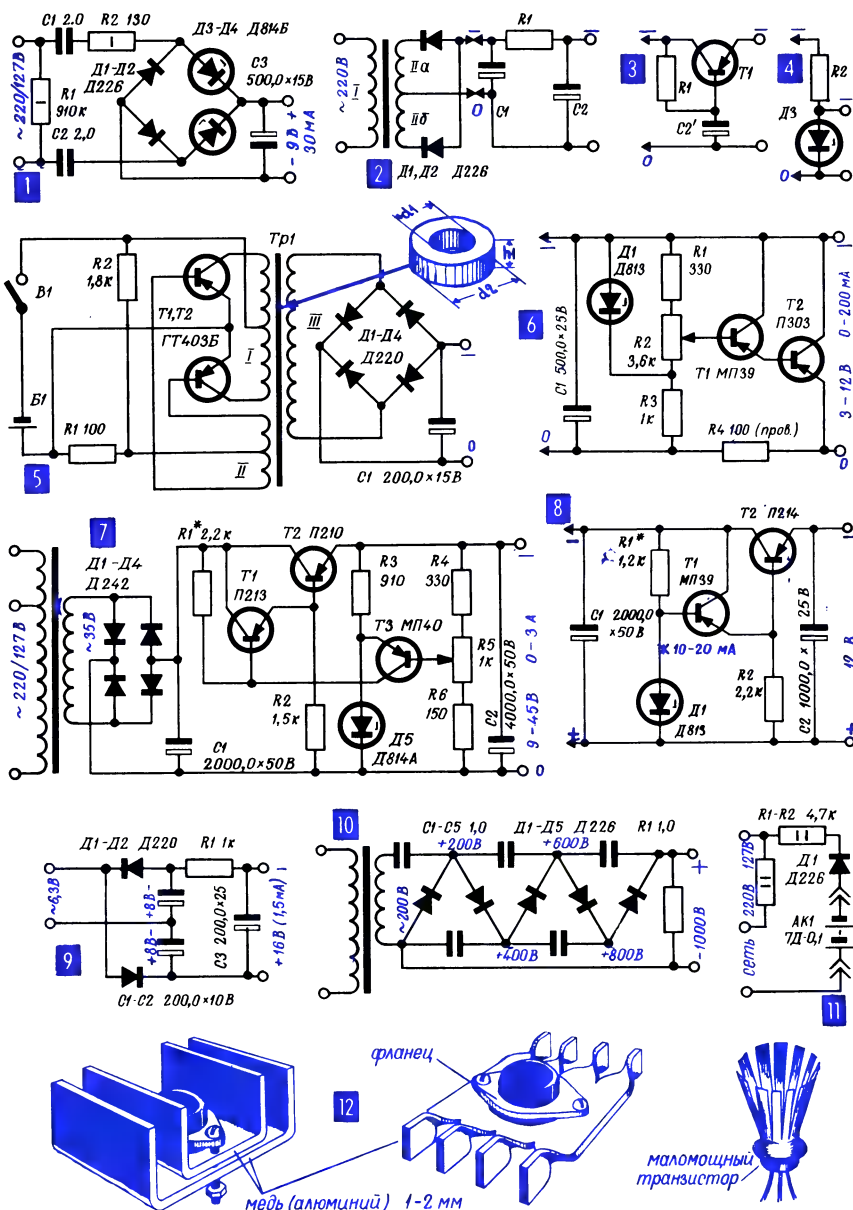 C1 2.0
R2 130
Д3-Д4 Д814Б
Д1-Д2
Д226
C3
500,0×15В
~220/127В
R1
910к
C2 2,0
- 9В +
30мА
1
~220В
I
IIа
IIб
R1
C1
C2
О
Д1,Д2 Д226
2
3
R1
T1
C2'
О
4
R2
Д3
О
Тр1
d1
h
d2
В1
R2
1,8к
T1,T2
ГТ403Б
I
III
Д1-Д4
Д220
Б1
R1 100
II
О
C1 200,0×15В
5
6
C1 500,0×25В
Д1
Д813
R1
330
R2
3,6к
T2
П303
T1 МП39
R3
1к
R4 100 (пров.)
3-12В 0-200мА
О
О
7
~220/127В
Д1-Д4
Д242
~35В
R1* 2,2к
T2 П210
T1
П213
R3
910
R4
330
T3 МП40
R5
1к
R2
1,5к
R6
150
Д5
Д814А
C1
2000,0×50В
C2
4000,0×50В
9-45В 0-3А
О
8
T2 П214
R1*
1,2к
T1
МП39
C1 2000,0
×50В
*10-20 мА
R2
2,2к
Д1
Д813
C2 1000,0×
25В
12В
Д1-Д2 Д220
R1 1к
~6,3В
+8В-
+8В-
C3 200,0×25
+16В (1,5мА)
C1-C2 200,0×10В
9
10
C1-C5 1,0
Д1-Д5 Д226
R1 1,0
+200В
+600В
~200В
+400В
+800В
-1000В
+
R1-R2 4,7к
220В 127В
Д1
Д226
АК1
7Д-0,1
сеть
11
12
фланец
медь (алюминий) 1-2 мм
маломощный
транзистор